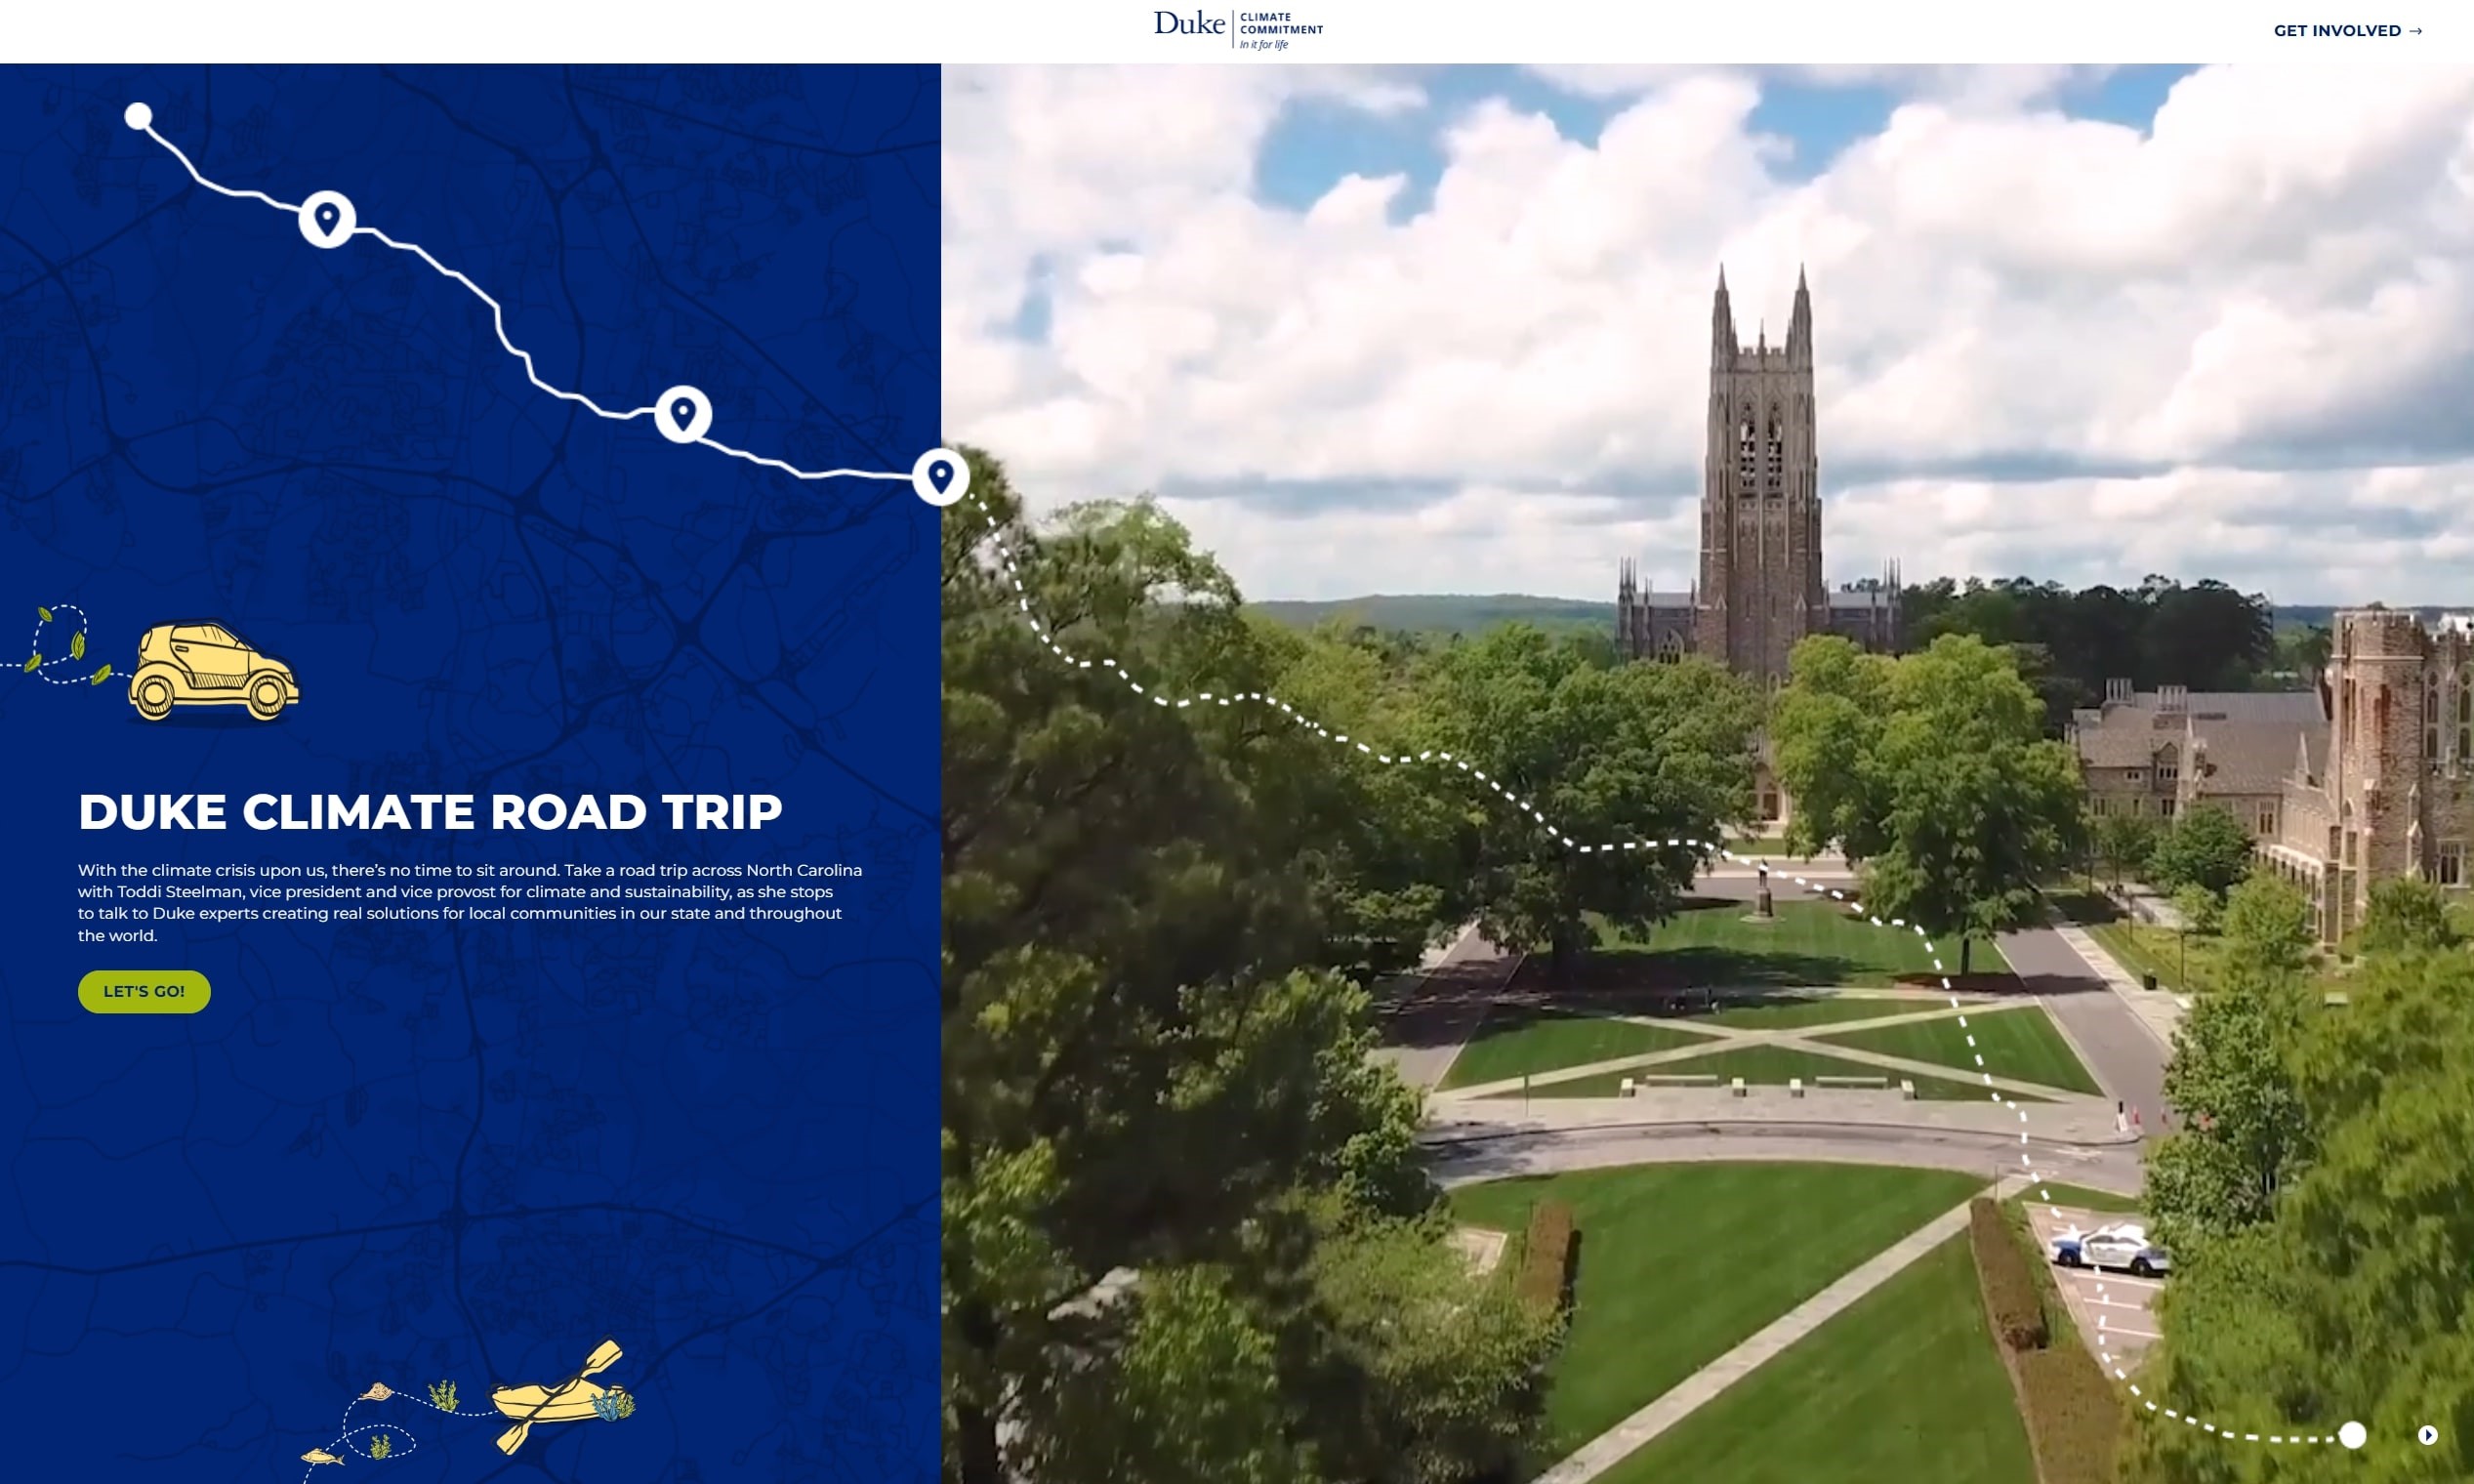 Duke
CLIMATE
COMMITMENT
In it for life
GET INVOLVED →
DUKE CLIMATE ROAD TRIP
With the climate crisis upon us, there’s no time to sit around. Take a road trip across North Carolina
with Toddi Steelman, vice president and vice provost for climate and sustainability, as she stops
to talk to Duke experts creating real solutions for local communities in our state and throughout
the world.
LET'S GO!